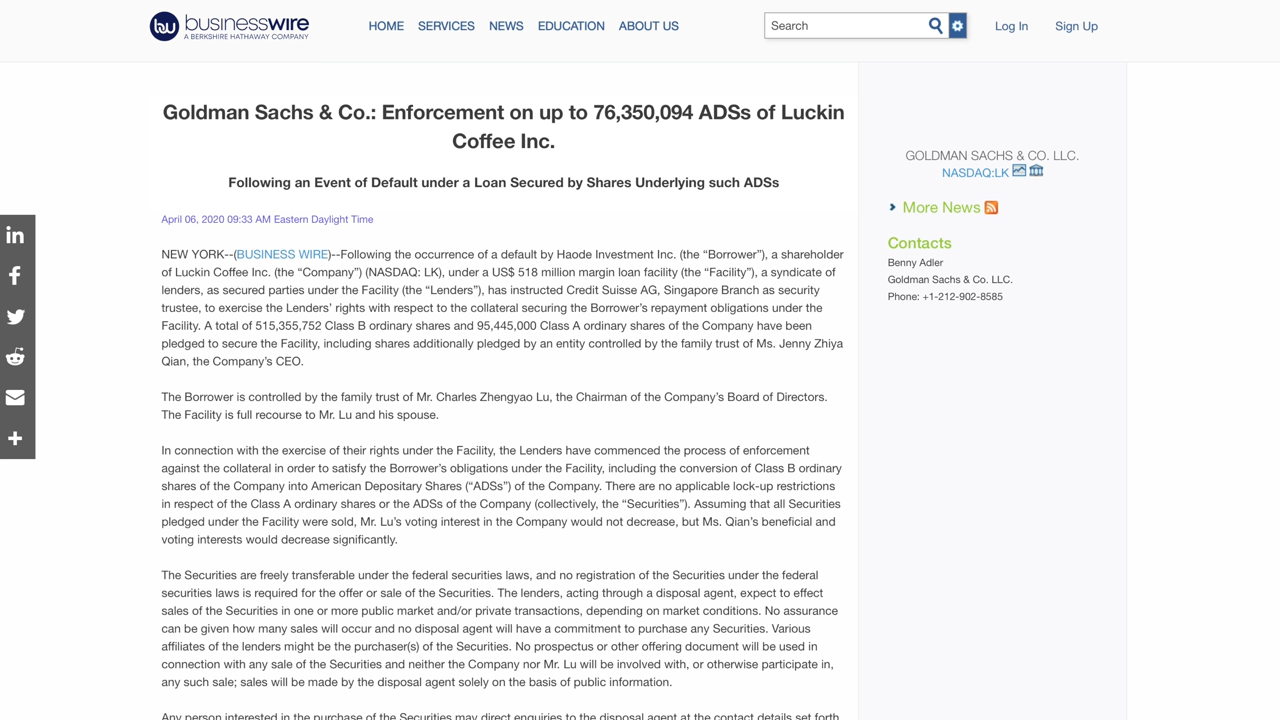 businesswire
A BERKSHIRE HATHAWAY COMPANY
HOME SERVICES NEWS EDUCATION ABOUT US
Search
Log In Sign Up
Goldman Sachs & Co.: Enforcement on up to 76,350,094 ADSs of Luckin
Coffee Inc.
Following an Event of Default under a Loan Secured by Shares Underlying such ADSs
April 06, 2020 09:33 AM Eastern Daylight Time
NEW YORK--(BUSINESS WIRE)--Following the occurrence of a default by Haode Investment Inc. (the “Borrower”), a shareholder
of Luckin Coffee Inc. (the “Company”) (NASDAQ: LK), under a US$ 518 million margin loan facility (the “Facility”), a syndicate of
lenders, as secured parties under the Facility (the “Lenders”), has instructed Credit Suisse AG, Singapore Branch as security
trustee, to exercise the Lenders’ rights with respect to the collateral securing the Borrower’s repayment obligations under the
Facility. A total of 515,355,752 Class B ordinary shares and 95,445,000 Class A ordinary shares of the Company have been
pledged to secure the Facility, including shares additionally pledged by an entity controlled by the family trust of Ms. Jenny Zhiya
Qian, the Company’s CEO.
The Borrower is controlled by the family trust of Mr. Charles Zhengyao Lu, the Chairman of the Company’s Board of Directors.
The Facility is full recourse to Mr. Lu and his spouse.
In connection with the exercise of their rights under the Facility, the Lenders have commenced the process of enforcement
against the collateral in order to satisfy the Borrower’s obligations under the Facility, including the conversion of Class B ordinary
shares of the Company into American Depositary Shares (“ADSs”) of the Company. There are no applicable lock-up restrictions
in respect of the Class A ordinary shares or the ADSs of the Company (collectively, the “Securities”). Assuming that all Securities
pledged under the Facility were sold, Mr. Lu’s voting interest in the Company would not decrease, but Ms. Qian’s beneficial and
voting interests would decrease significantly.
The Securities are freely transferable under the federal securities laws, and no registration of the Securities under the federal
securities laws is required for the offer or sale of the Securities. The lenders, acting through a disposal agent, expect to effect
sales of the Securities in one or more public market and/or private transactions, depending on market conditions. No assurance
can be given how many sales will occur and no disposal agent will have a commitment to purchase any Securities. Various
affiliates of the lenders might be the purchaser(s) of the Securities. No prospectus or other offering document will be used in
connection with any sale of the Securities and neither the Company nor Mr. Lu will be involved with, or otherwise participate in,
any such sale; sales will be made by the disposal agent solely on the basis of public information.
Any person interested in the purchase of the Securities may direct enquiries to the disposal agent at the contact details set forth
GOLDMAN SACHS & CO. LLC.
NASDAQ:LK
More News
Contacts
Benny Adler
Goldman Sachs & Co. LLC.
Phone: +1-212-902-8585